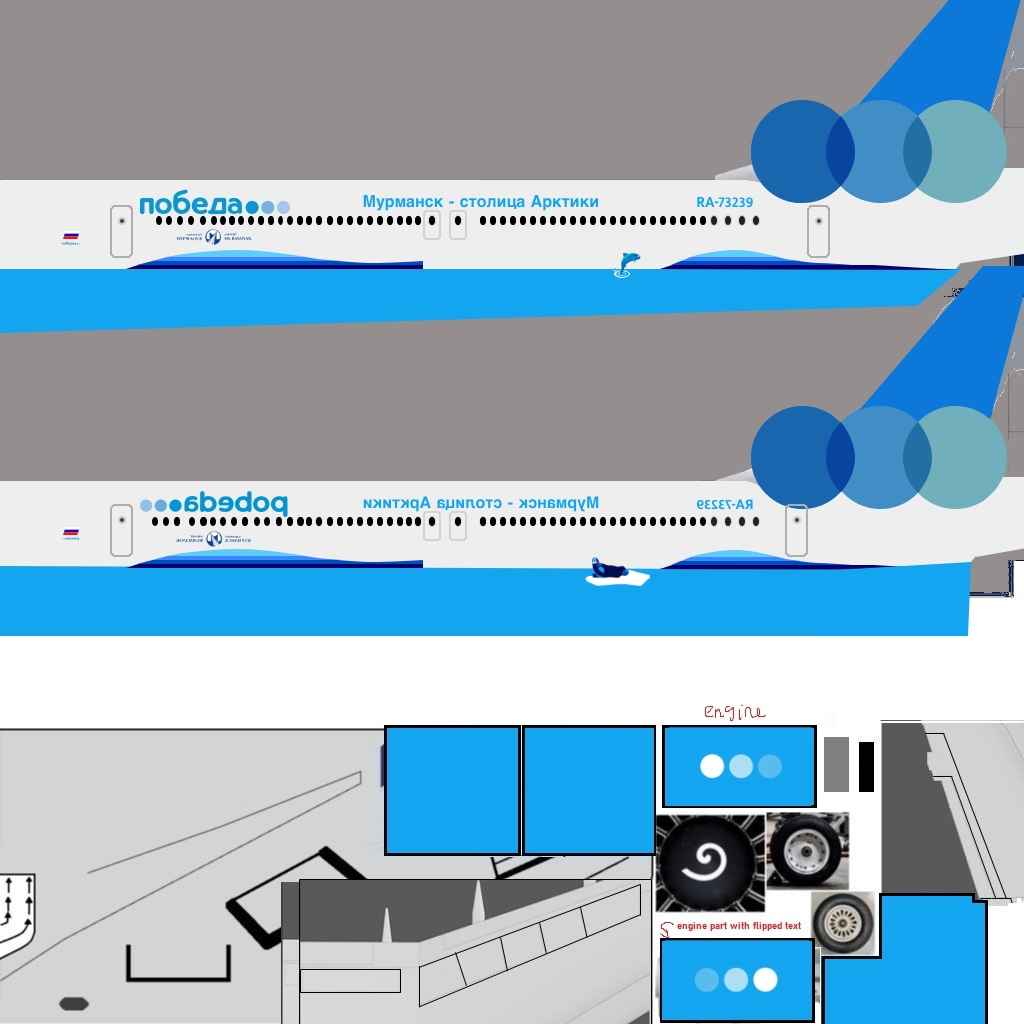 победа
Мурманск - столица Арктики
RA-73239
победа
Мурманск - столица Арктики
RA-73239
engine
engine part with flipped text